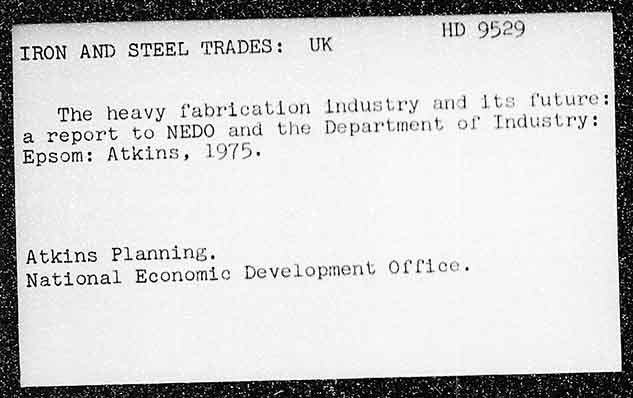 HD 9529
IRON AND STEEL TRADES: UK
The heavy fabrication industry and its future:
a report to NEDO and the Department of Industry:
Epsom: Atkins, 1975.
Atkins Planning.
National Economic Development Office.